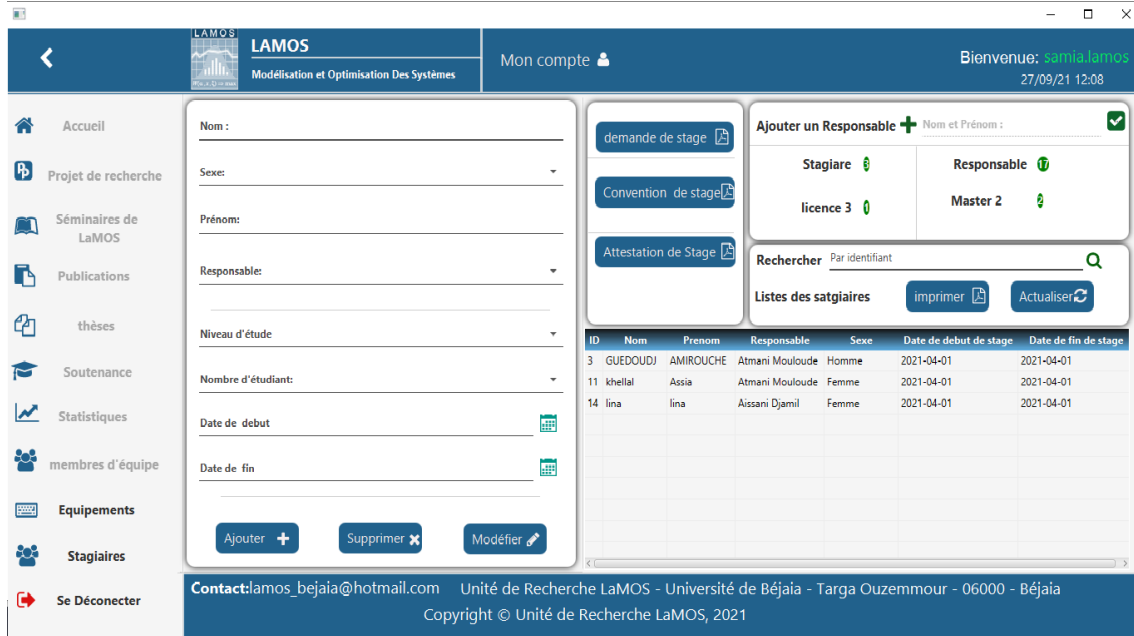 LAMOS
LAMOS
Modélisation et Optimisation Des Systèmes
Mon compte
Bienvenue: samia.lamos
27/09/21 12:08
Accueil
Projet de recherche
Séminaires de
LaMOS
Publications
thèses
Soutenance
Statistiques
membres d'équipe
Equipements
Stagiaires
Se Déconecter
Nom :
Sexe:
Prénom:
Responsable:
Niveau d'étude
Nombre d'étudiant:
Date de debut
Date de fin
Ajouter
Supprimer
Modéfier
demande de stage
Convention de stage
Attestation de Stage
Ajouter un Responsable Nom et Prénom :
Stagiare 3 Responsable 17
licence 3 1 Master 2 2
Rechercher Par identifiant
Listes des satgiaires imprimer Actualiser
ID Nom Prenom Responsable Sexe Date de debut de stage Date de fin de stage
3 GUEDOUDJ AMIROUCHE Atmani Mouloude Homme 2021-04-01 2021-04-01
11 khellal Assia Atmani Mouloude Femme 2021-04-01 2021-04-01
14 lina lina Aissani Djamil Femme 2021-04-01 2021-04-01
Contact:lamos_bejaia@hotmail.com Unité de Recherche LaMOS - Université de Béjaia - Targa Ouzemmour - 06000 - Béjaia
Copyright © Unité de Recherche LaMOS, 2021